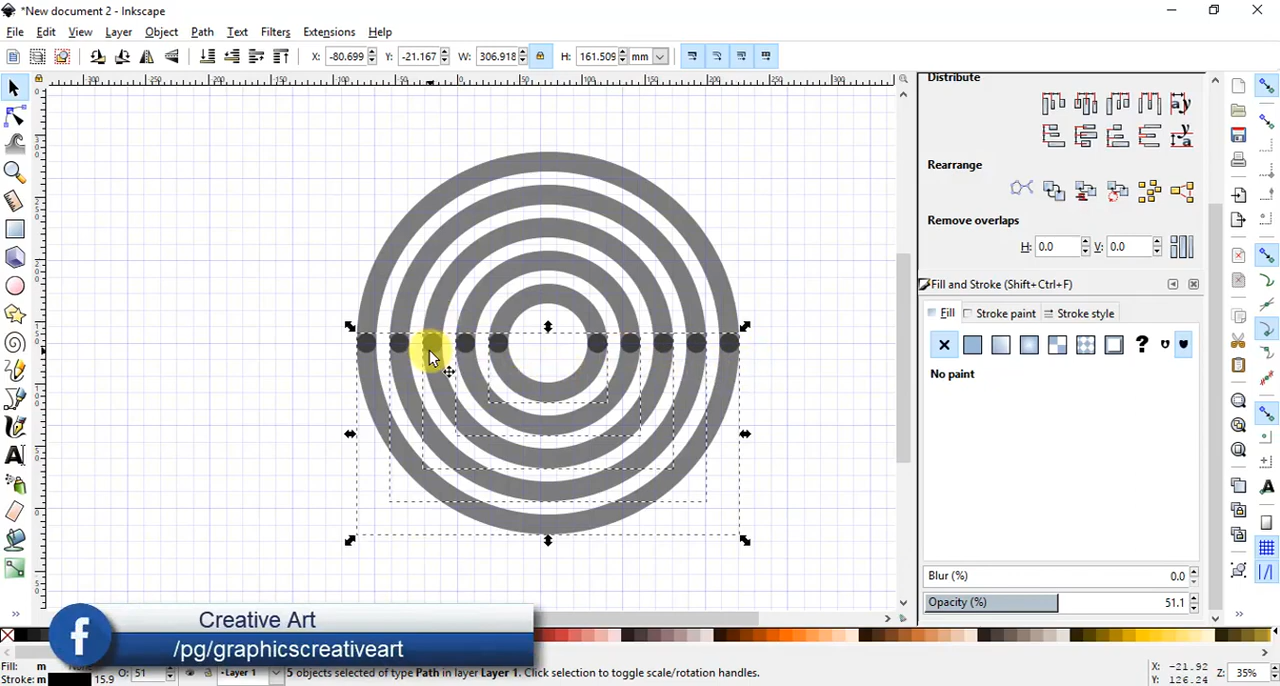 *New document 2 - Inkscape
File Edit View Layer Object Path Text Filters Extensions Help
X: -80.699 Y: -21.167 W: 306.918 H: 161.509 mm
Distribute
Rearrange
Remove overlaps
H: 0.0 V: 0.0
Fill and Stroke (Shift+Ctrl+F)
Fill Stroke paint Stroke style
No paint
Blur (%) 0.0
Opacity (%) 51.1
Creative Art
/pg/graphicscreativeart
Fill: m
Stroke: m 15.9 O: 51 Layer 1 5 objects selected of type Path in layer Layer 1. Click selection to toggle scale/rotation handles.
X: -21.92
Y: 126.24 Z: 35%